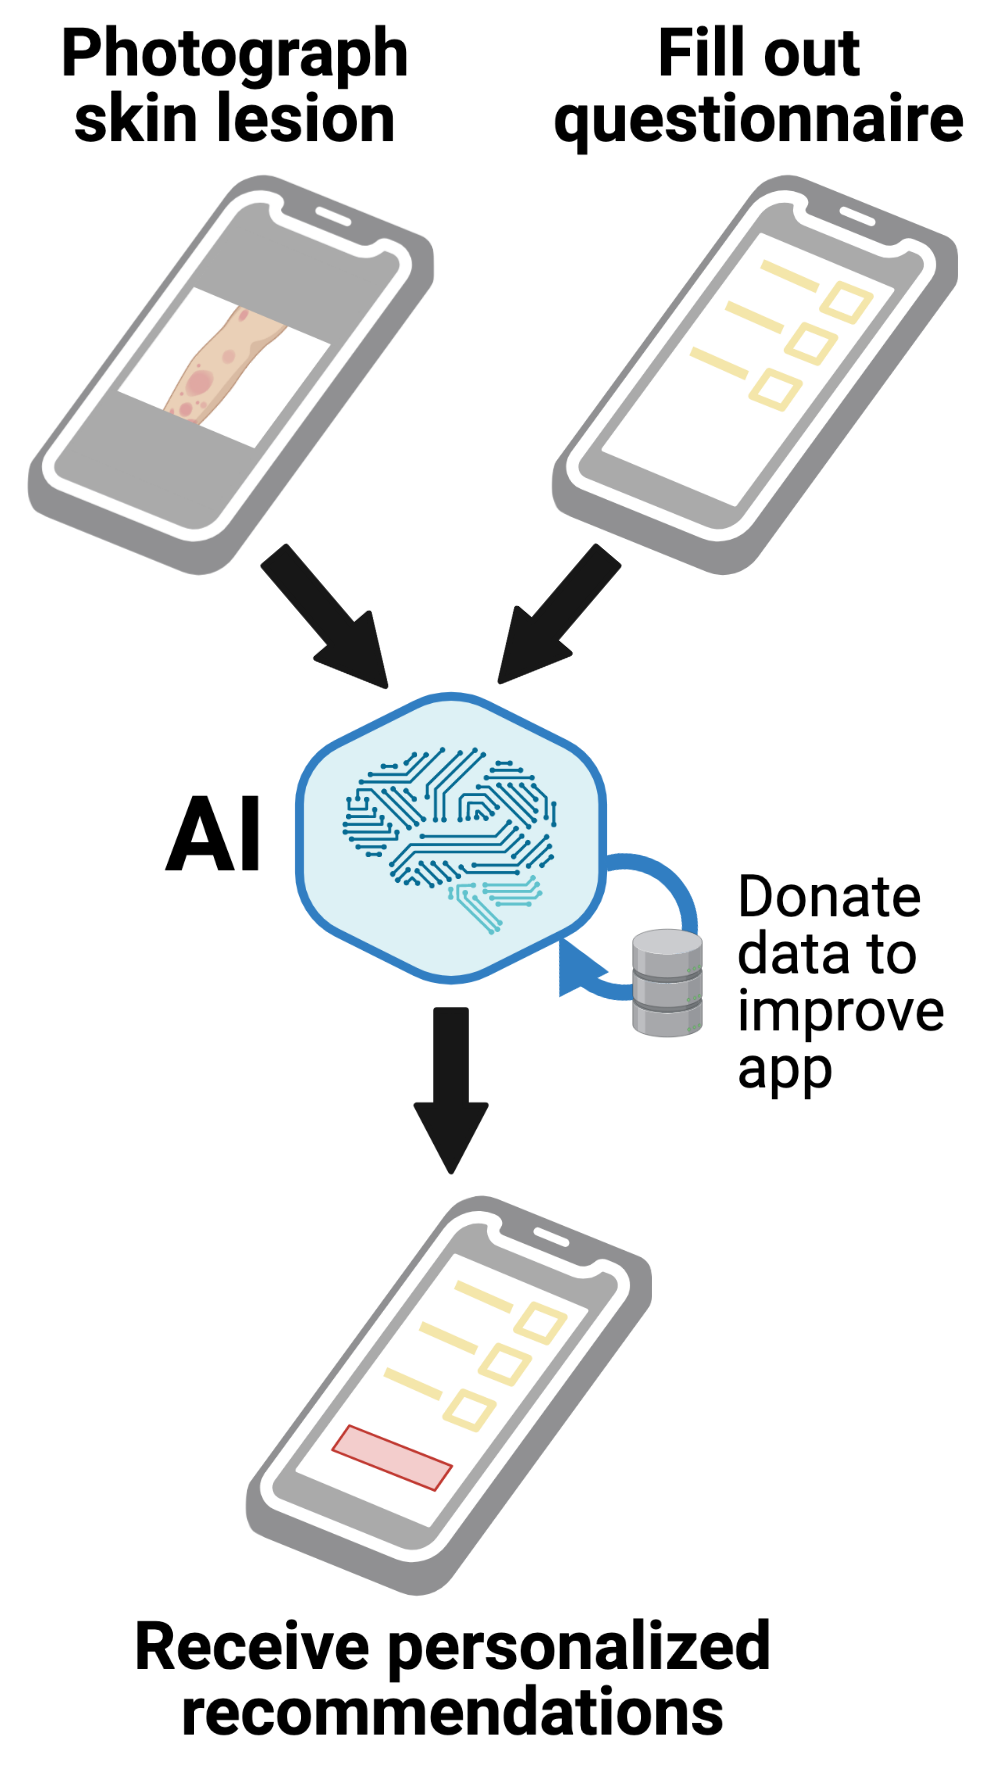 Photograph
skin lesion
Fill out
questionnaire
AI
Donate
data to
improve
app
Receive personalized
recommendations